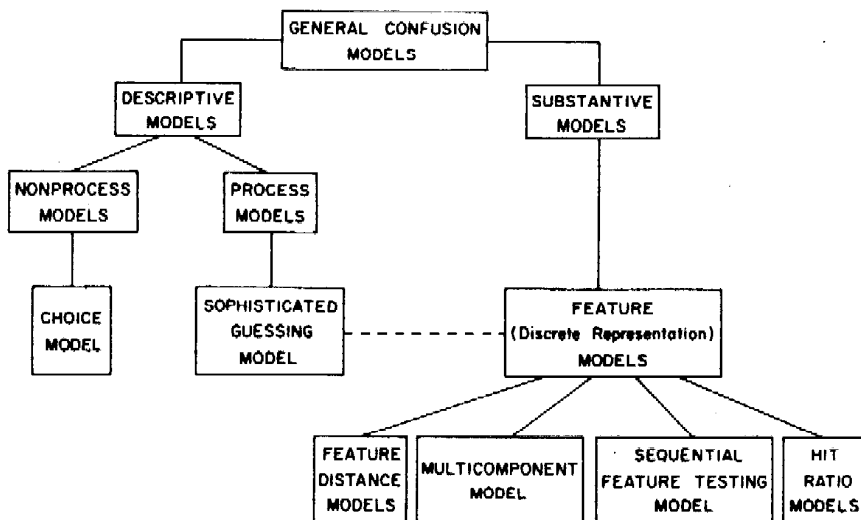 GENERAL CONFUSION
MODELS
DESCRIPTIVE
MODELS
SUBSTANTIVE
MODELS
NONPROCESS
MODELS
PROCESS
MODELS
CHOICE
MODEL
SOPHISTICATED
GUESSING
MODEL
FEATURE
(Discrete Representation)
MODELS
FEATURE
DISTANCE
MODELS
MULTICOMPONENT
MODEL
SEQUENTIAL
FEATURE TESTING
MODEL
HIT
RATIO
MODELS